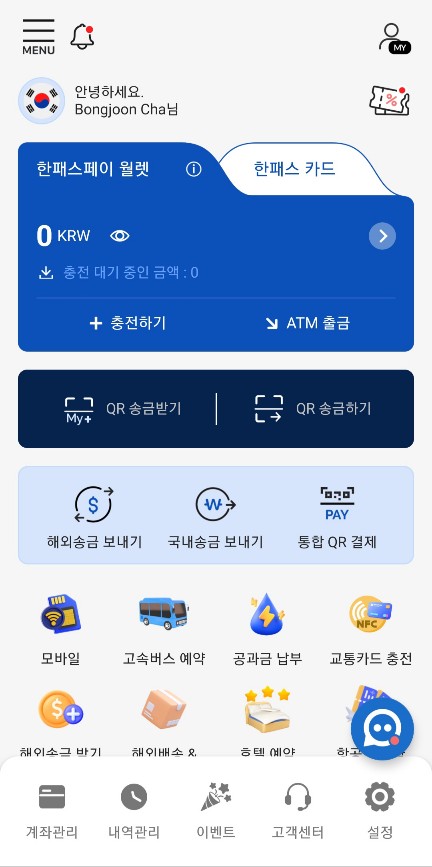 MENU
MY
안녕하세요.
Bongjoon Cha님
한패스페이 월렛
한패스 카드
0 KRW
충전 대기 중인 금액 : 0
충전하기
ATM 출금
My+
QR 송금받기
QR 송금하기
해외송금 보내기
국내송금 보내기
PAY
통합 QR 결제
모바일
고속버스 예약
공과금 납부
NFC
교통카드 충전
해외송금 받기
해외배송 &
호텔 예약
계좌관리
내역관리
이벤트
고객센터
설정